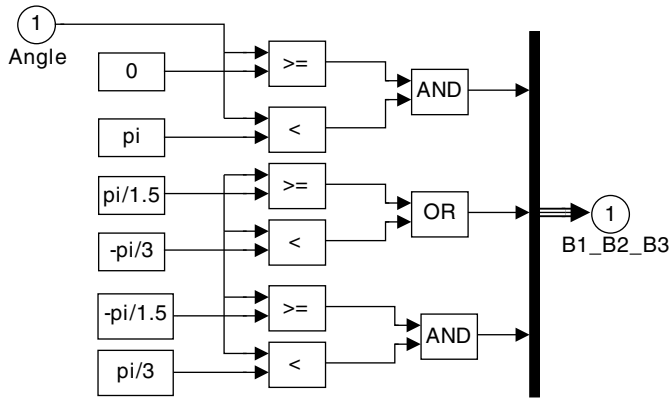 1
Angle
0
>=
AND
pi
<
pi/1.5
>=
OR
-pi/3
<
1
B1_B2_B3
-pi/1.5
>=
AND
pi/3
<